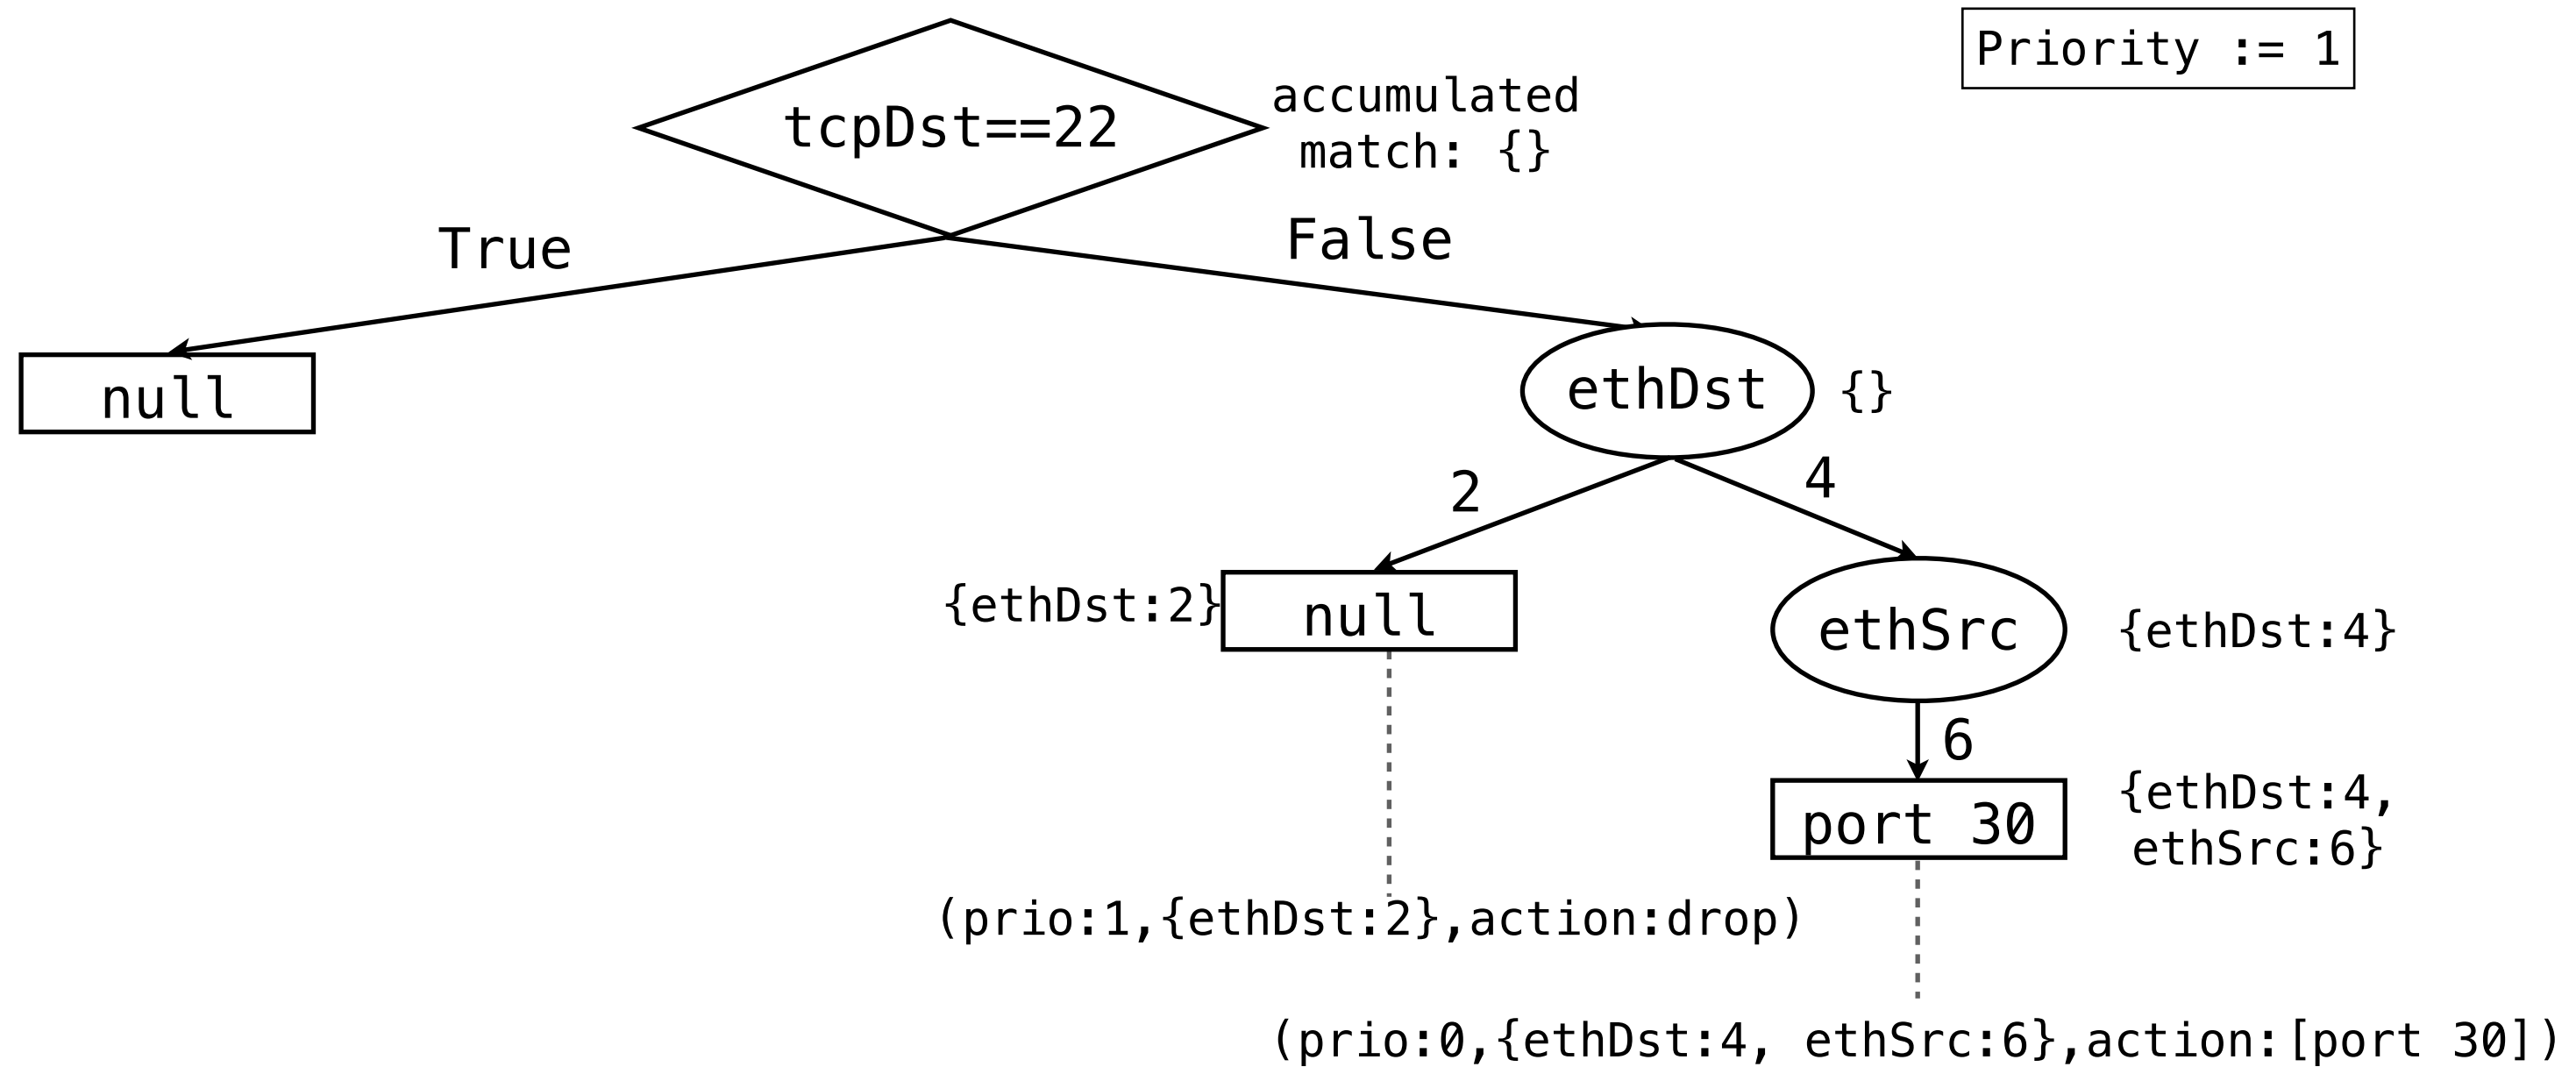 Priority := 1
tcpDst==22
accumulated
match: {}
True
False
null
ethDst
{}
2
4
{ethDst:2}
null
ethSrc
{ethDst:4}
6
port 30
{ethDst:4,
ethSrc:6}
(prio:1,{ethDst:2},action:drop)
(prio:0,{ethDst:4, ethSrc:6},action:[port 30])